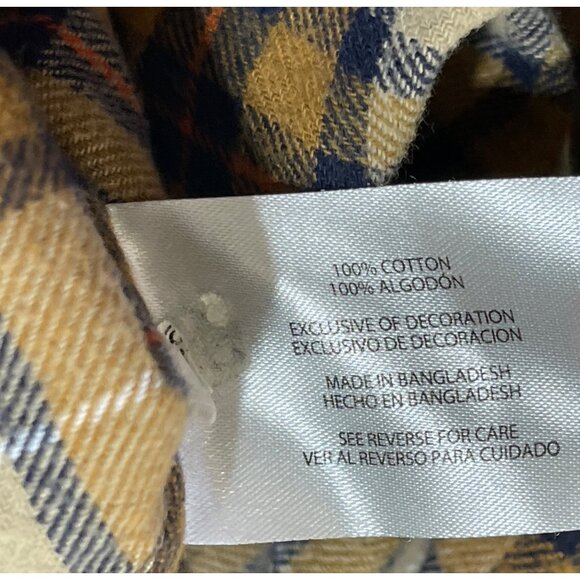 100% COTTON
100% ALGODÓN
EXCLUSIVE OF DECORATION
EXCLUSIVO DE DECORACION
MADE IN BANGLADESH
HECHO EN BANGLADESH
SEE REVERSE FOR CARE
VER AL REVERSO PARA CUIDADO